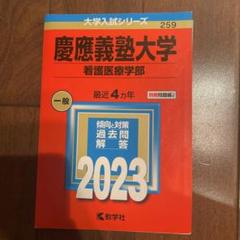 大学入試シリーズ
259
慶應義塾大学
看護医療学部
一般
最近4ヵ年
傾向と対策
過去問
解答
2023
教学社